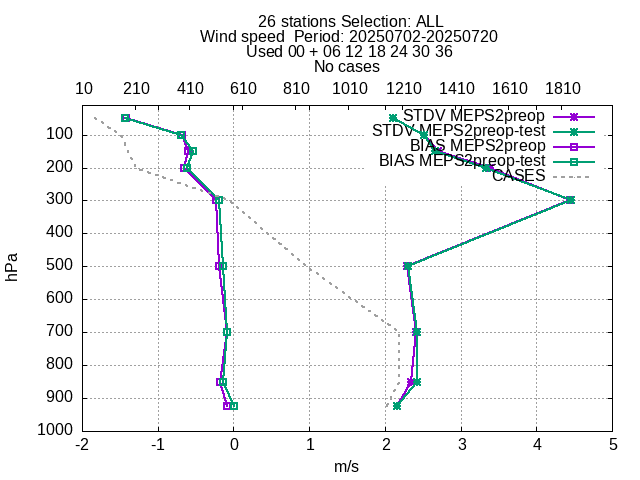 26 stations Selection: ALL
Wind speed  Period: 20250702-20250720
Used 00 + 06 12 18 24 30 36
No cases
10 210 410 610 810 1010 1210 1410 1610 1810
STDV MEPS2preop
STDV MEPS2preop-test
BIAS MEPS2preop
BIAS MEPS2preop-test
CASES
100
200
300
400
500
600
700
800
900
1000
hPa
-2 -1 0 1 2 3 4 5
m/s